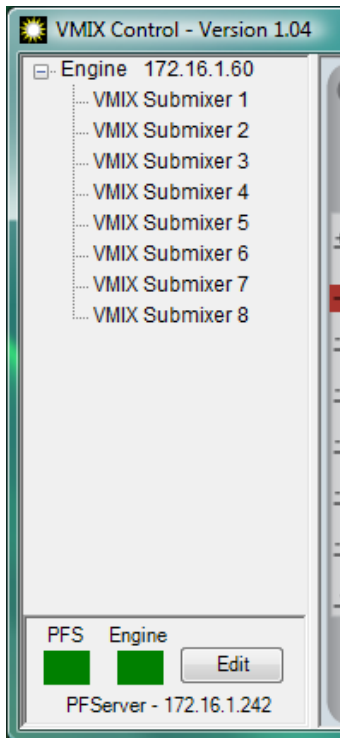 VMIX Control - Version 1.04
Engine 172.16.1.60
VMIX Submixer 1
VMIX Submixer 2
VMIX Submixer 3
VMIX Submixer 4
VMIX Submixer 5
VMIX Submixer 6
VMIX Submixer 7
VMIX Submixer 8
PFS Engine
Edit
PFServer - 172.16.1.242